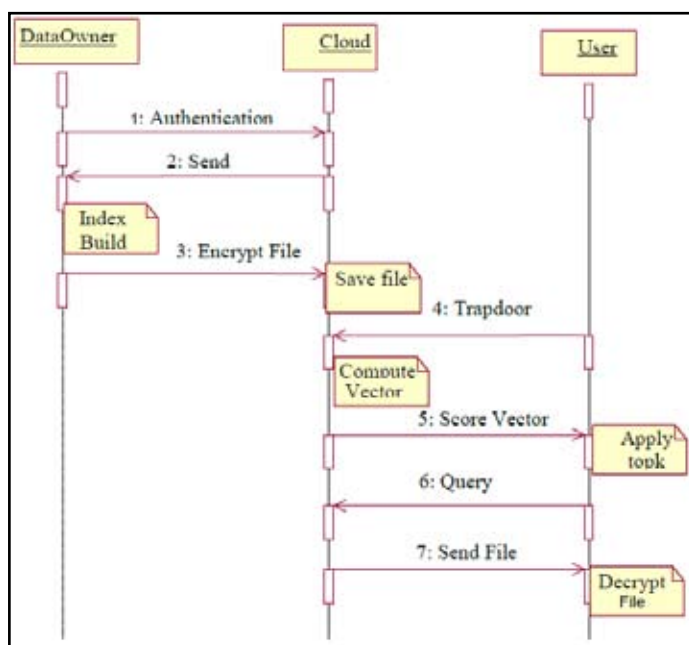 DataOwner
Cloud
User
1: Authentication
2: Send
Index
Build
3: Encrypt File
Save file
4: Trapdoor
Compute
Vector
5: Score Vector
Apply
topk
6: Query
7: Send File
Decrypt
File